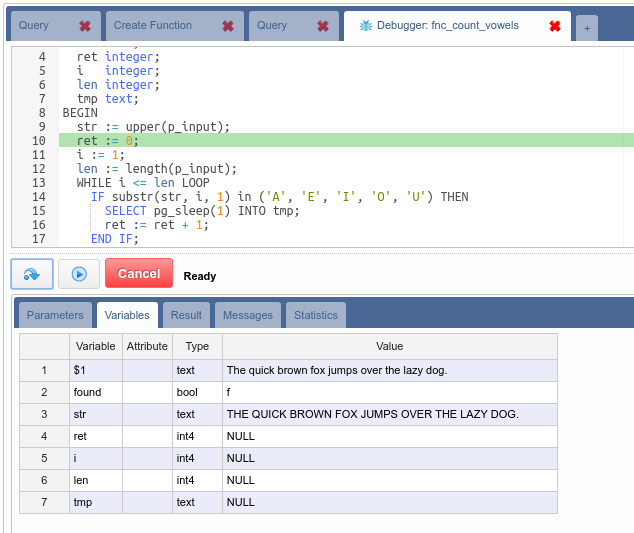 Query Create Function Query Debugger: fnc_count_vowels +
4 ret integer;
5 i integer;
6 len integer;
7 tmp text;
8 BEGIN
9 str := upper(p_input);
10 ret := 0;
11 i := 1;
12 len := length(p_input);
13 WHILE i <= len LOOP
14 IF substr(str, i, 1) in ('A', 'E', 'I', 'O', 'U') THEN
15 SELECT pg_sleep(1) INTO tmp;
16 ret := ret + 1;
17 END IF;
Cancel Ready
Parameters Variables Result Messages Statistics
Variable Attribute Type Value
1 $1 text The quick brown fox jumps over the lazy dog.
2 found bool f
3 str text THE QUICK BROWN FOX JUMPS OVER THE LAZY DOG.
4 ret int4 NULL
5 i int4 NULL
6 len int4 NULL
7 tmp text NULL